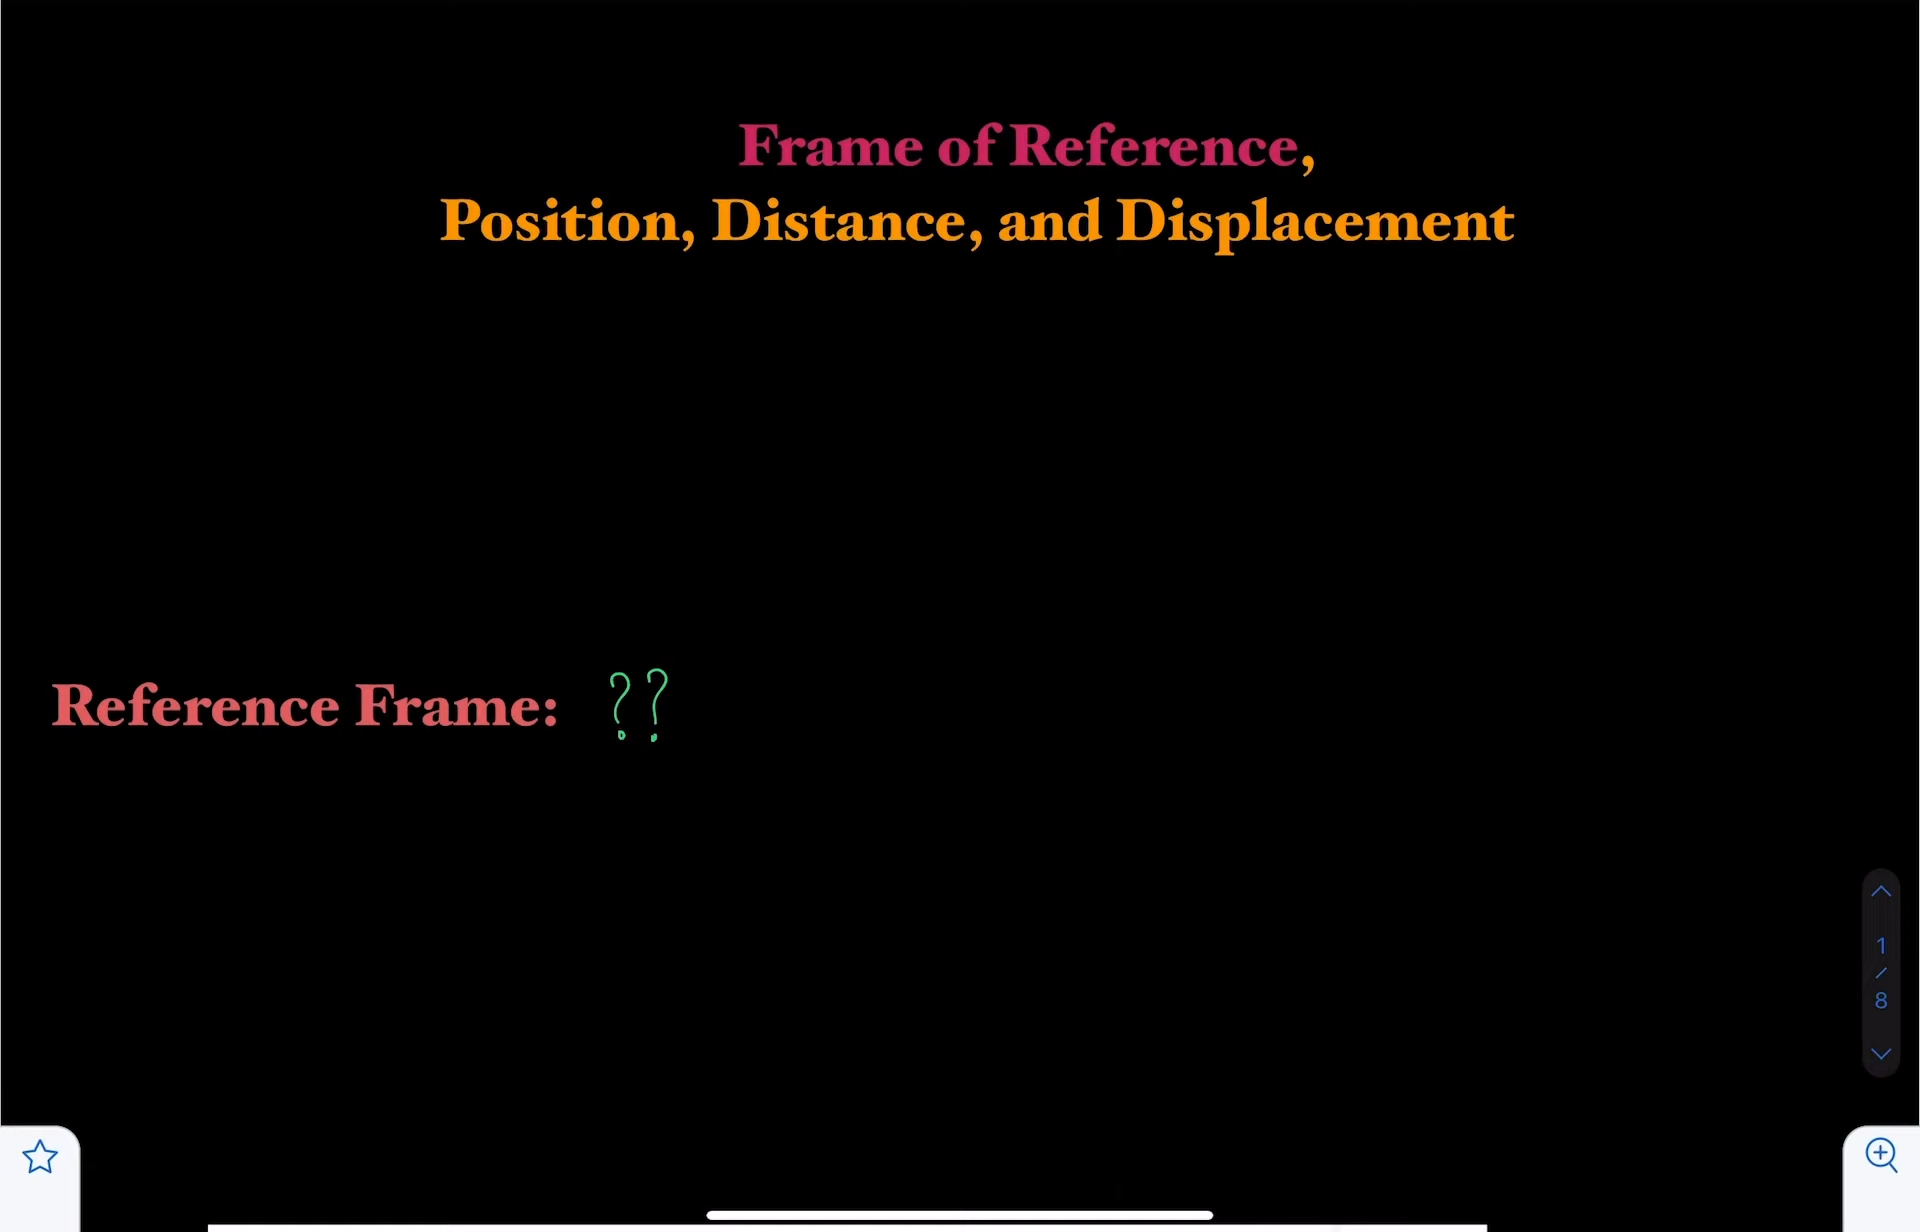 Frame of Reference,
Position, Distance, and Displacement
Reference Frame: ??
1
/
8